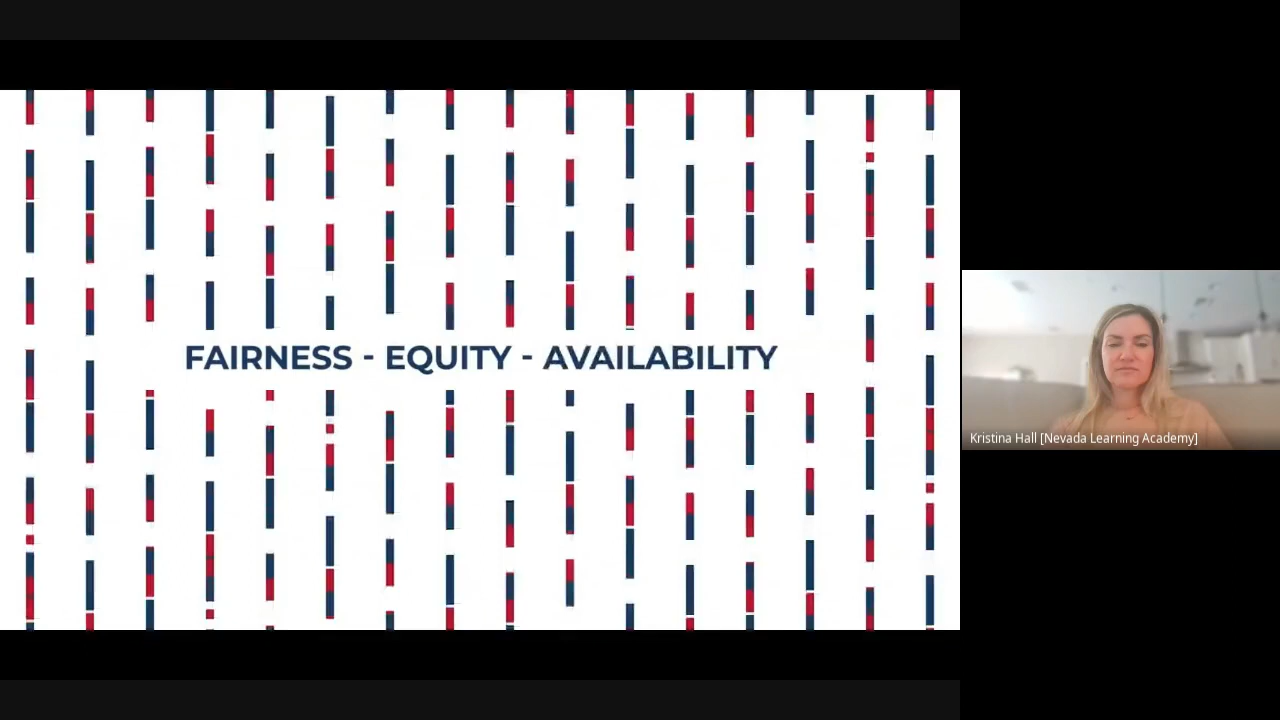 FAIRNESS - EQUITY - AVAILABILITY
Kristina Hall [Nevada Learning Academy]